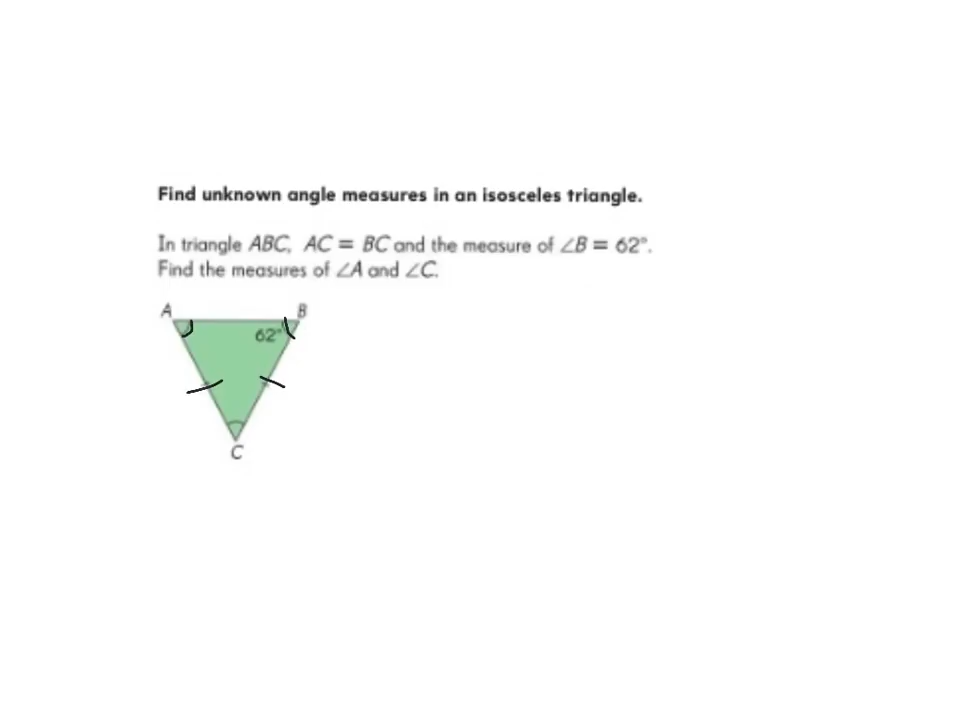 Find unknown angle measures in an isosceles triangle.
In triangle ABC, AC = BC and the measure of ∠B = 62°.
Find the measures of ∠A and ∠C.
A B
62°
C